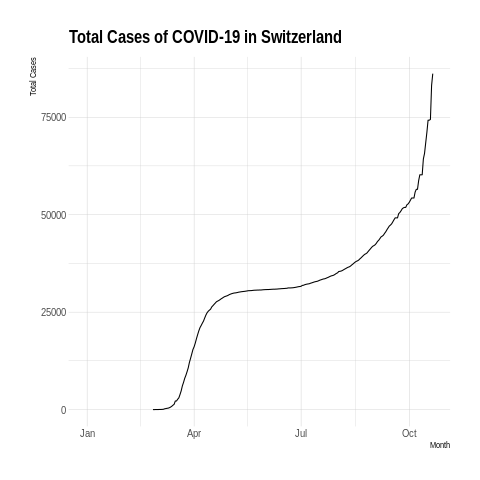 Total Cases of COVID-19 in Switzerland
Total Cases
75000
50000
25000
0
Jan Apr Jul Oct
Month